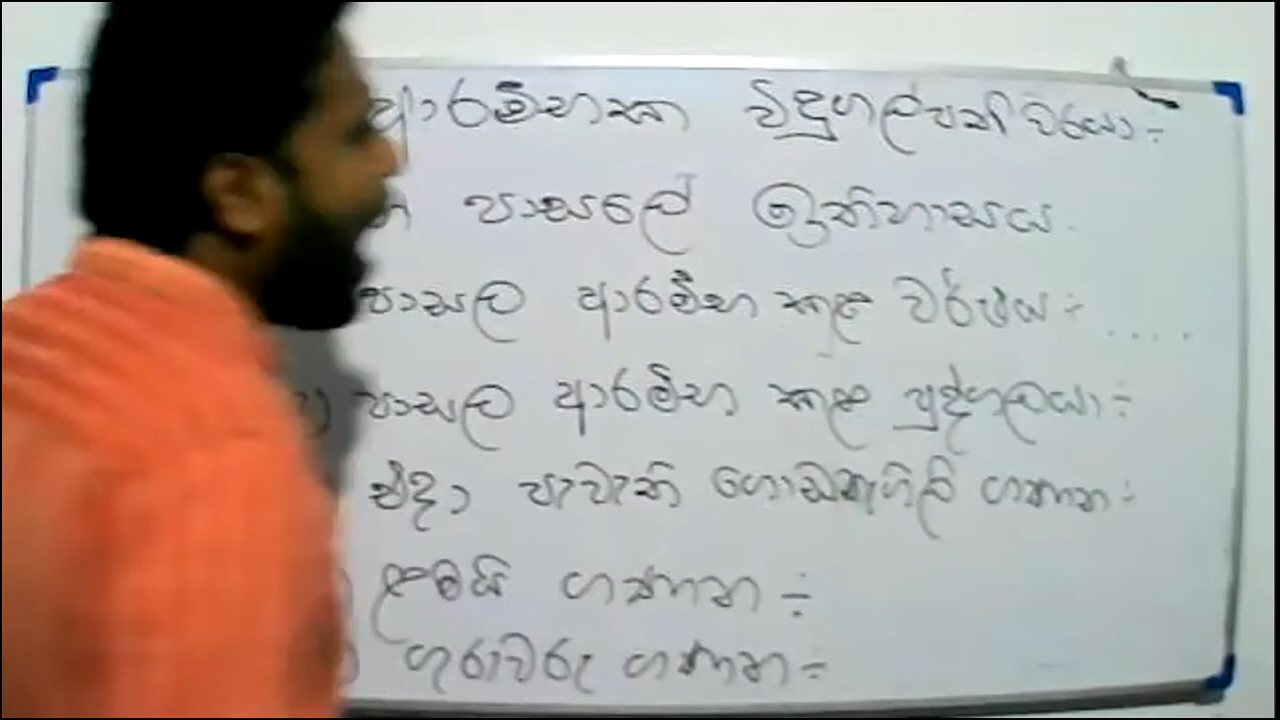 ආරම්භක විදුහල්පතිවරයා :-
පාසලේ ඉතිහාසය.
පාසල ආරම්භ කළ වර්ෂය :- ....
පාසල ආරම්භ කළ පුද්ගලයා :-
එදා පැවැති ගොඩනැගිලි ගණන :-
ළමයි ගණන :-
ගුරුවරු ගණන :-